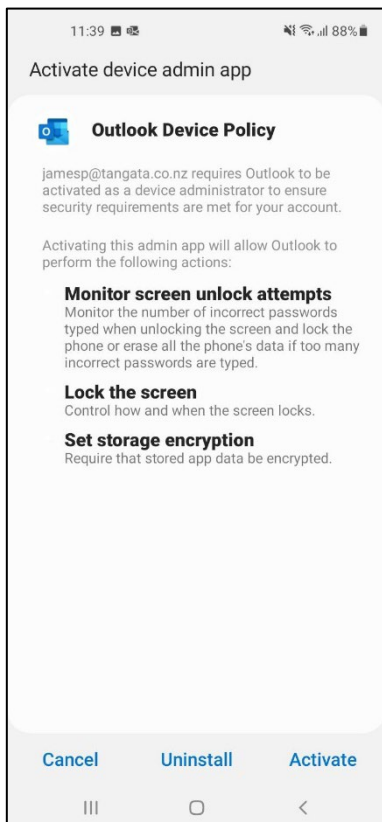 11:39
88%
Activate device admin app
Outlook Device Policy
jamesp@tangata.co.nz requires Outlook to be
activated as a device administrator to ensure
security requirements are met for your account.
Activating this admin app will allow Outlook to
perform the following actions:
Monitor screen unlock attempts
Monitor the number of incorrect passwords
typed when unlocking the screen and lock the
phone or erase all the phone's data if too many
incorrect passwords are typed.
Lock the screen
Control how and when the screen locks.
Set storage encryption
Require that stored app data be encrypted.
Cancel Uninstall Activate